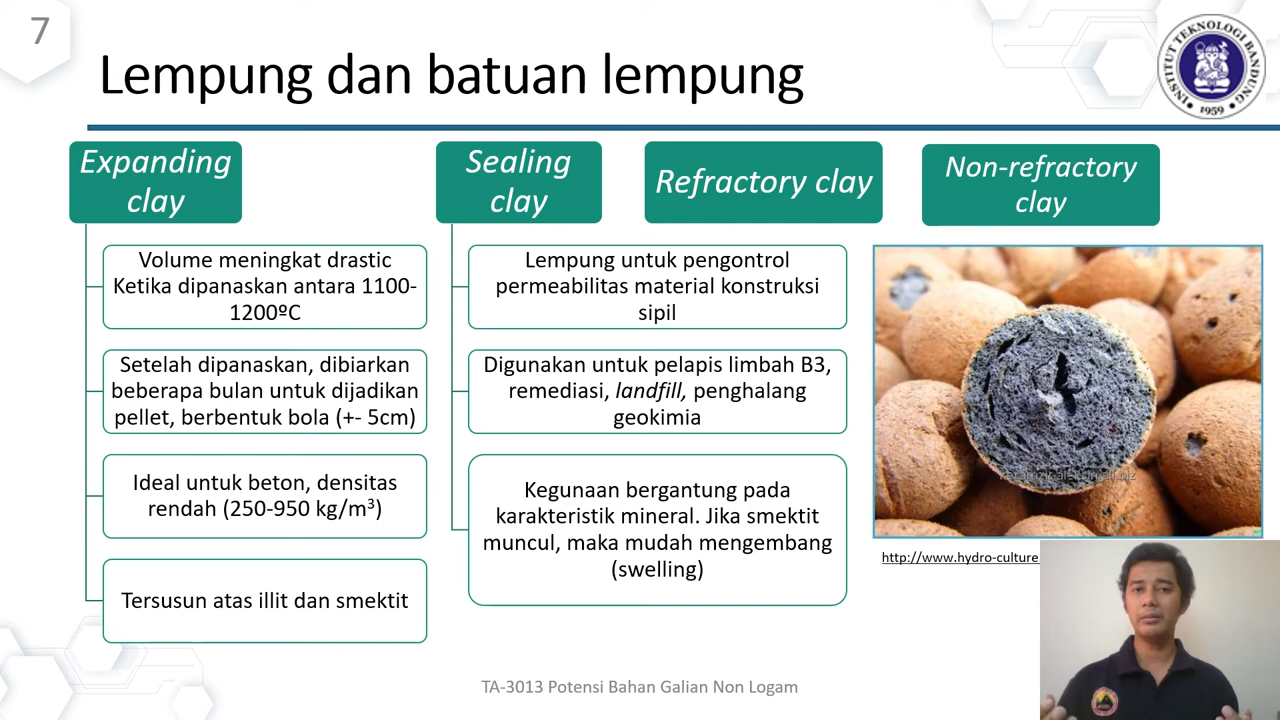 7
Lempung dan batuan lempung
INSTITUT TEKNOLOGI BANDUNG
1959
Expanding
clay
Volume meningkat drastic
Ketika dipanaskan antara 1100-
1200ºC
Setelah dipanaskan, dibiarkan
beberapa bulan untuk dijadikan
pellet, berbentuk bola (+- 5cm)
Ideal untuk beton, densitas
rendah (250-950 kg/m³)
Tersusun atas illit dan smektit
Sealing
clay
Lempung untuk pengontrol
permeabilitas material konstruksi
sipil
Digunakan untuk pelapis limbah B3,
remediasi, landfill, penghalang
geokimia
Kegunaan bergantung pada
karakteristik mineral. Jika smektit
muncul, maka mudah mengembang
(swelling)
Refractory clay
Non-refractory
clay
http://www.hydro-culture
TA-3013 Potensi Bahan Galian Non Logam